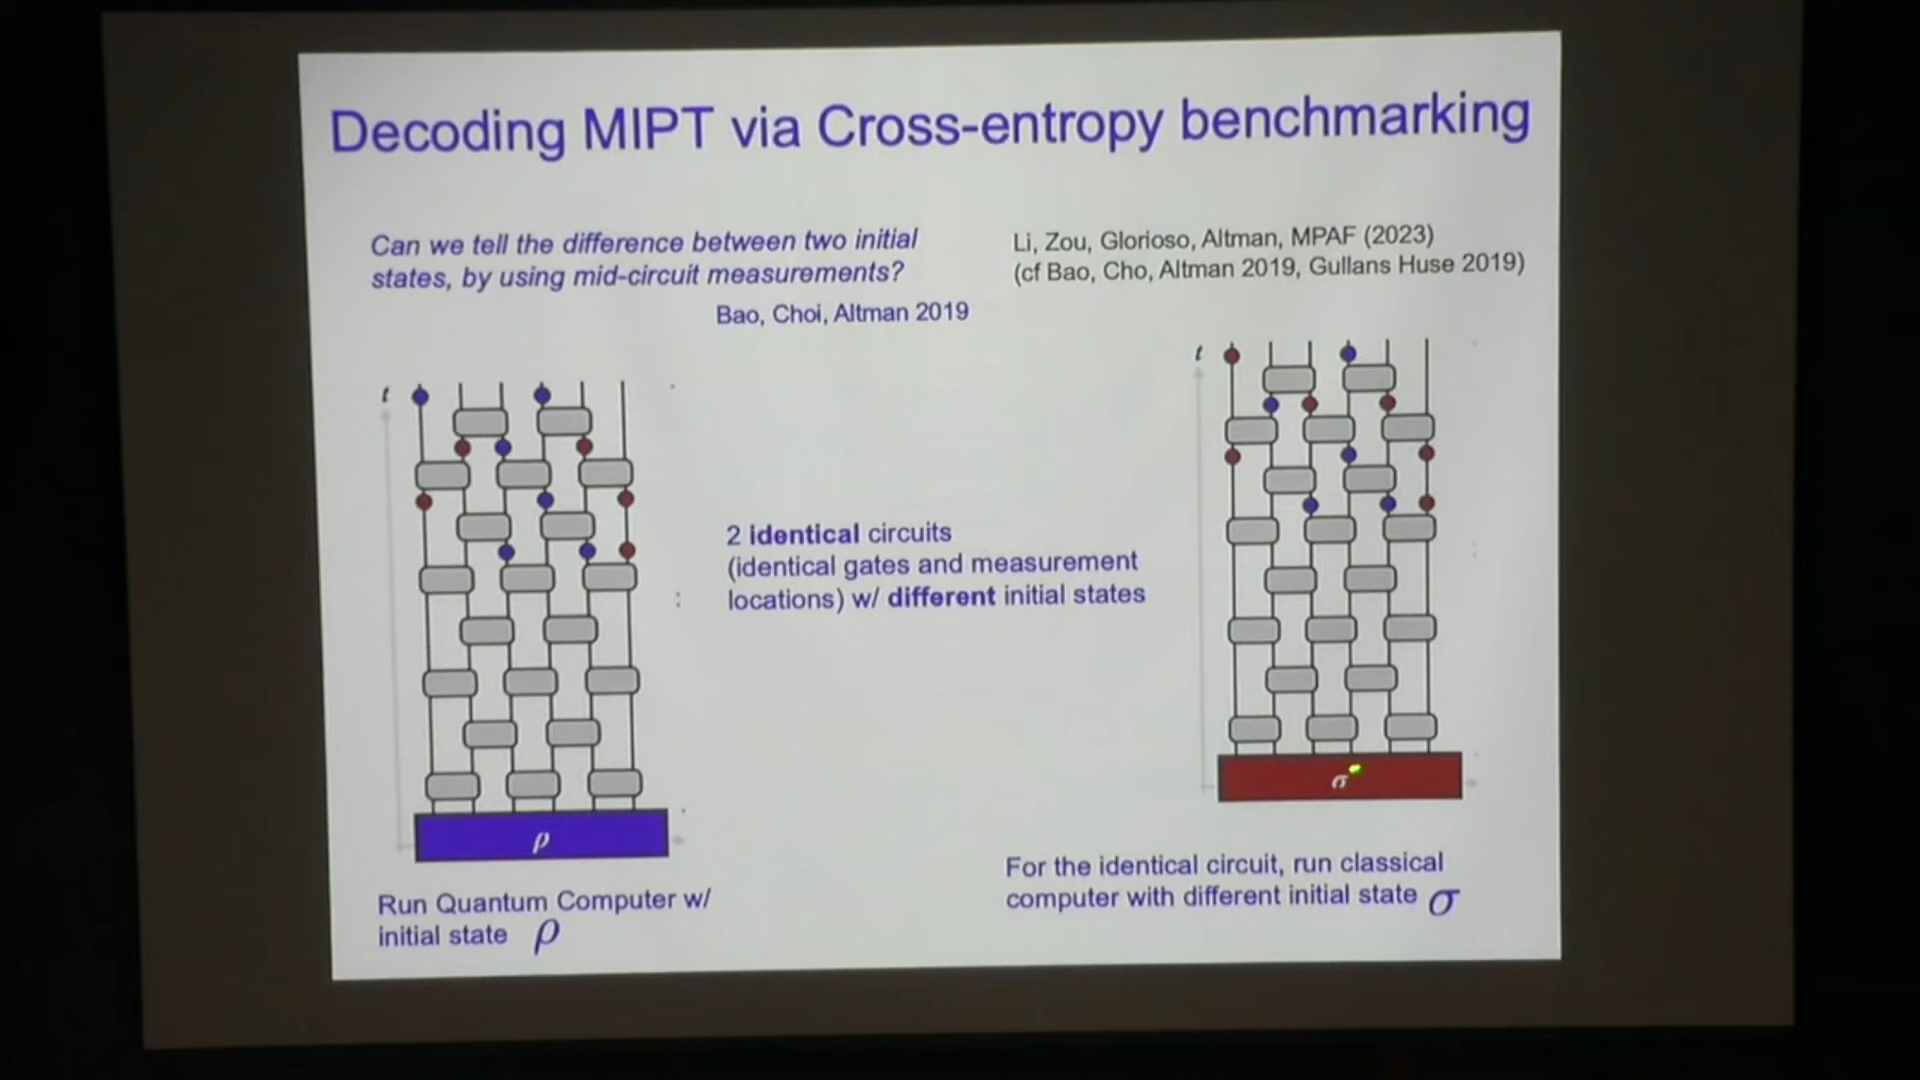 Decoding MIPT via Cross-entropy benchmarking
Can we tell the difference between two initial
states, by using mid-circuit measurements?
Bao, Choi, Altman 2019
Li, Zou, Glorioso, Altman, MPAF (2023)
(cf Bao, Cho, Altman 2019, Gullans Huse 2019)
t
t
2 identical circuits
(identical gates and measurement
locations) w/ different initial states
ρ
σ
Run Quantum Computer w/
initial state ρ
For the identical circuit, run classical
computer with different initial state σ